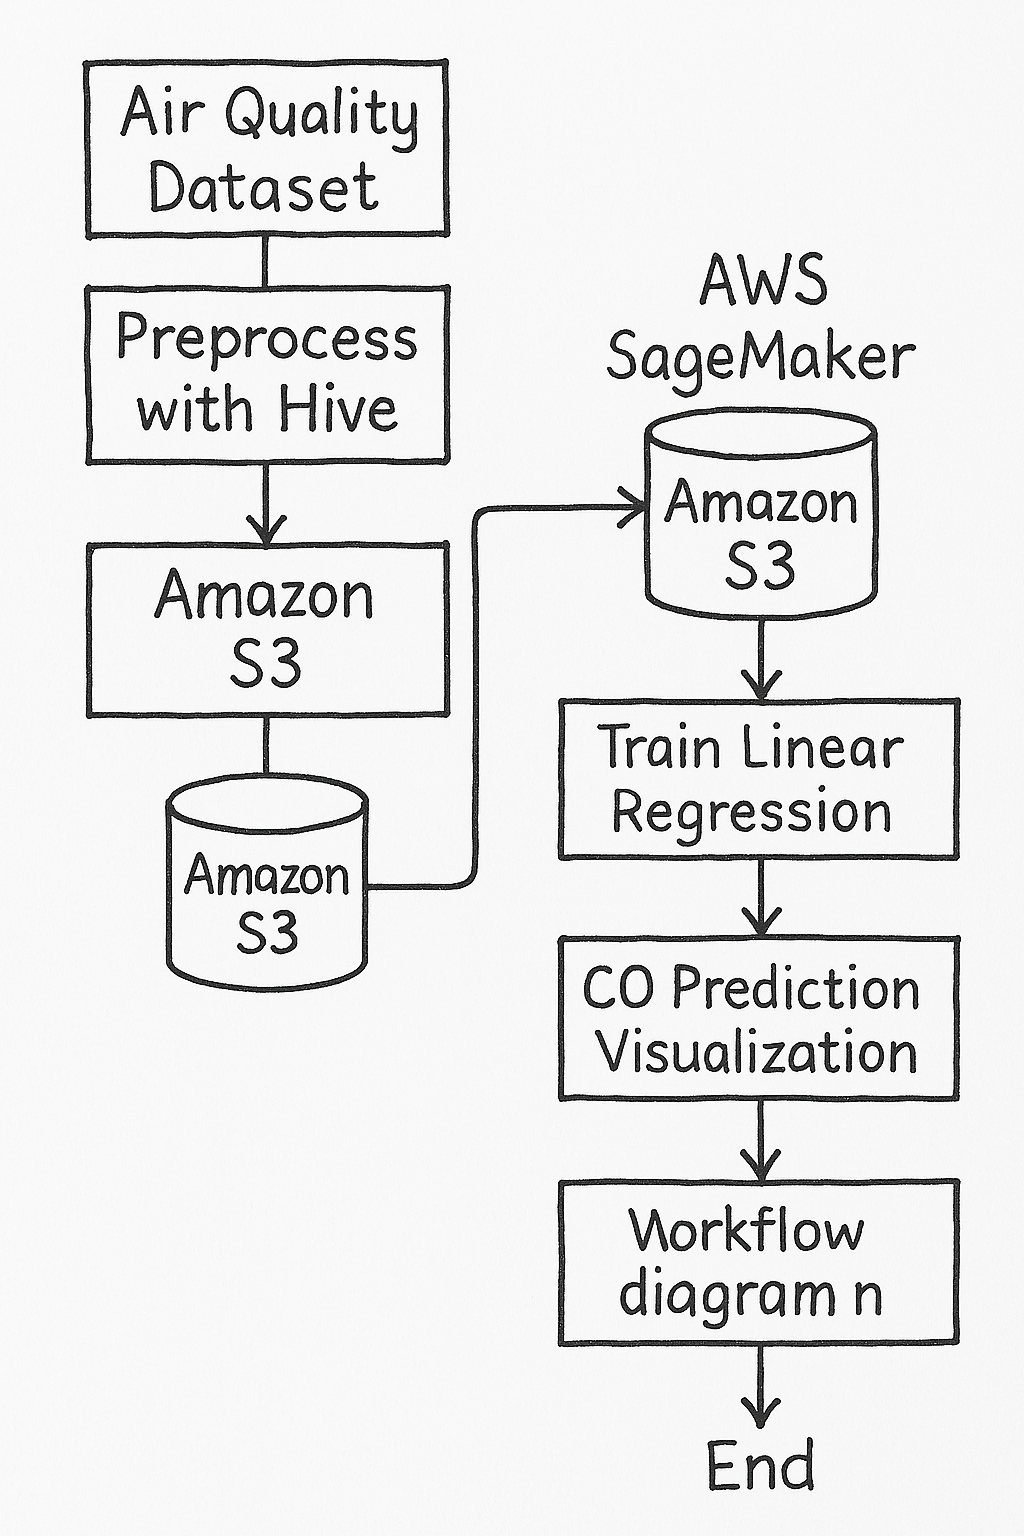 Air Quality
Dataset
Preprocess
with Hive
Amazon
S3
Amazon
S3
AWS
SageMaker
Amazon
S3
Train Linear
Regression
CO Prediction
Visualization
Workflow
diagram n
End